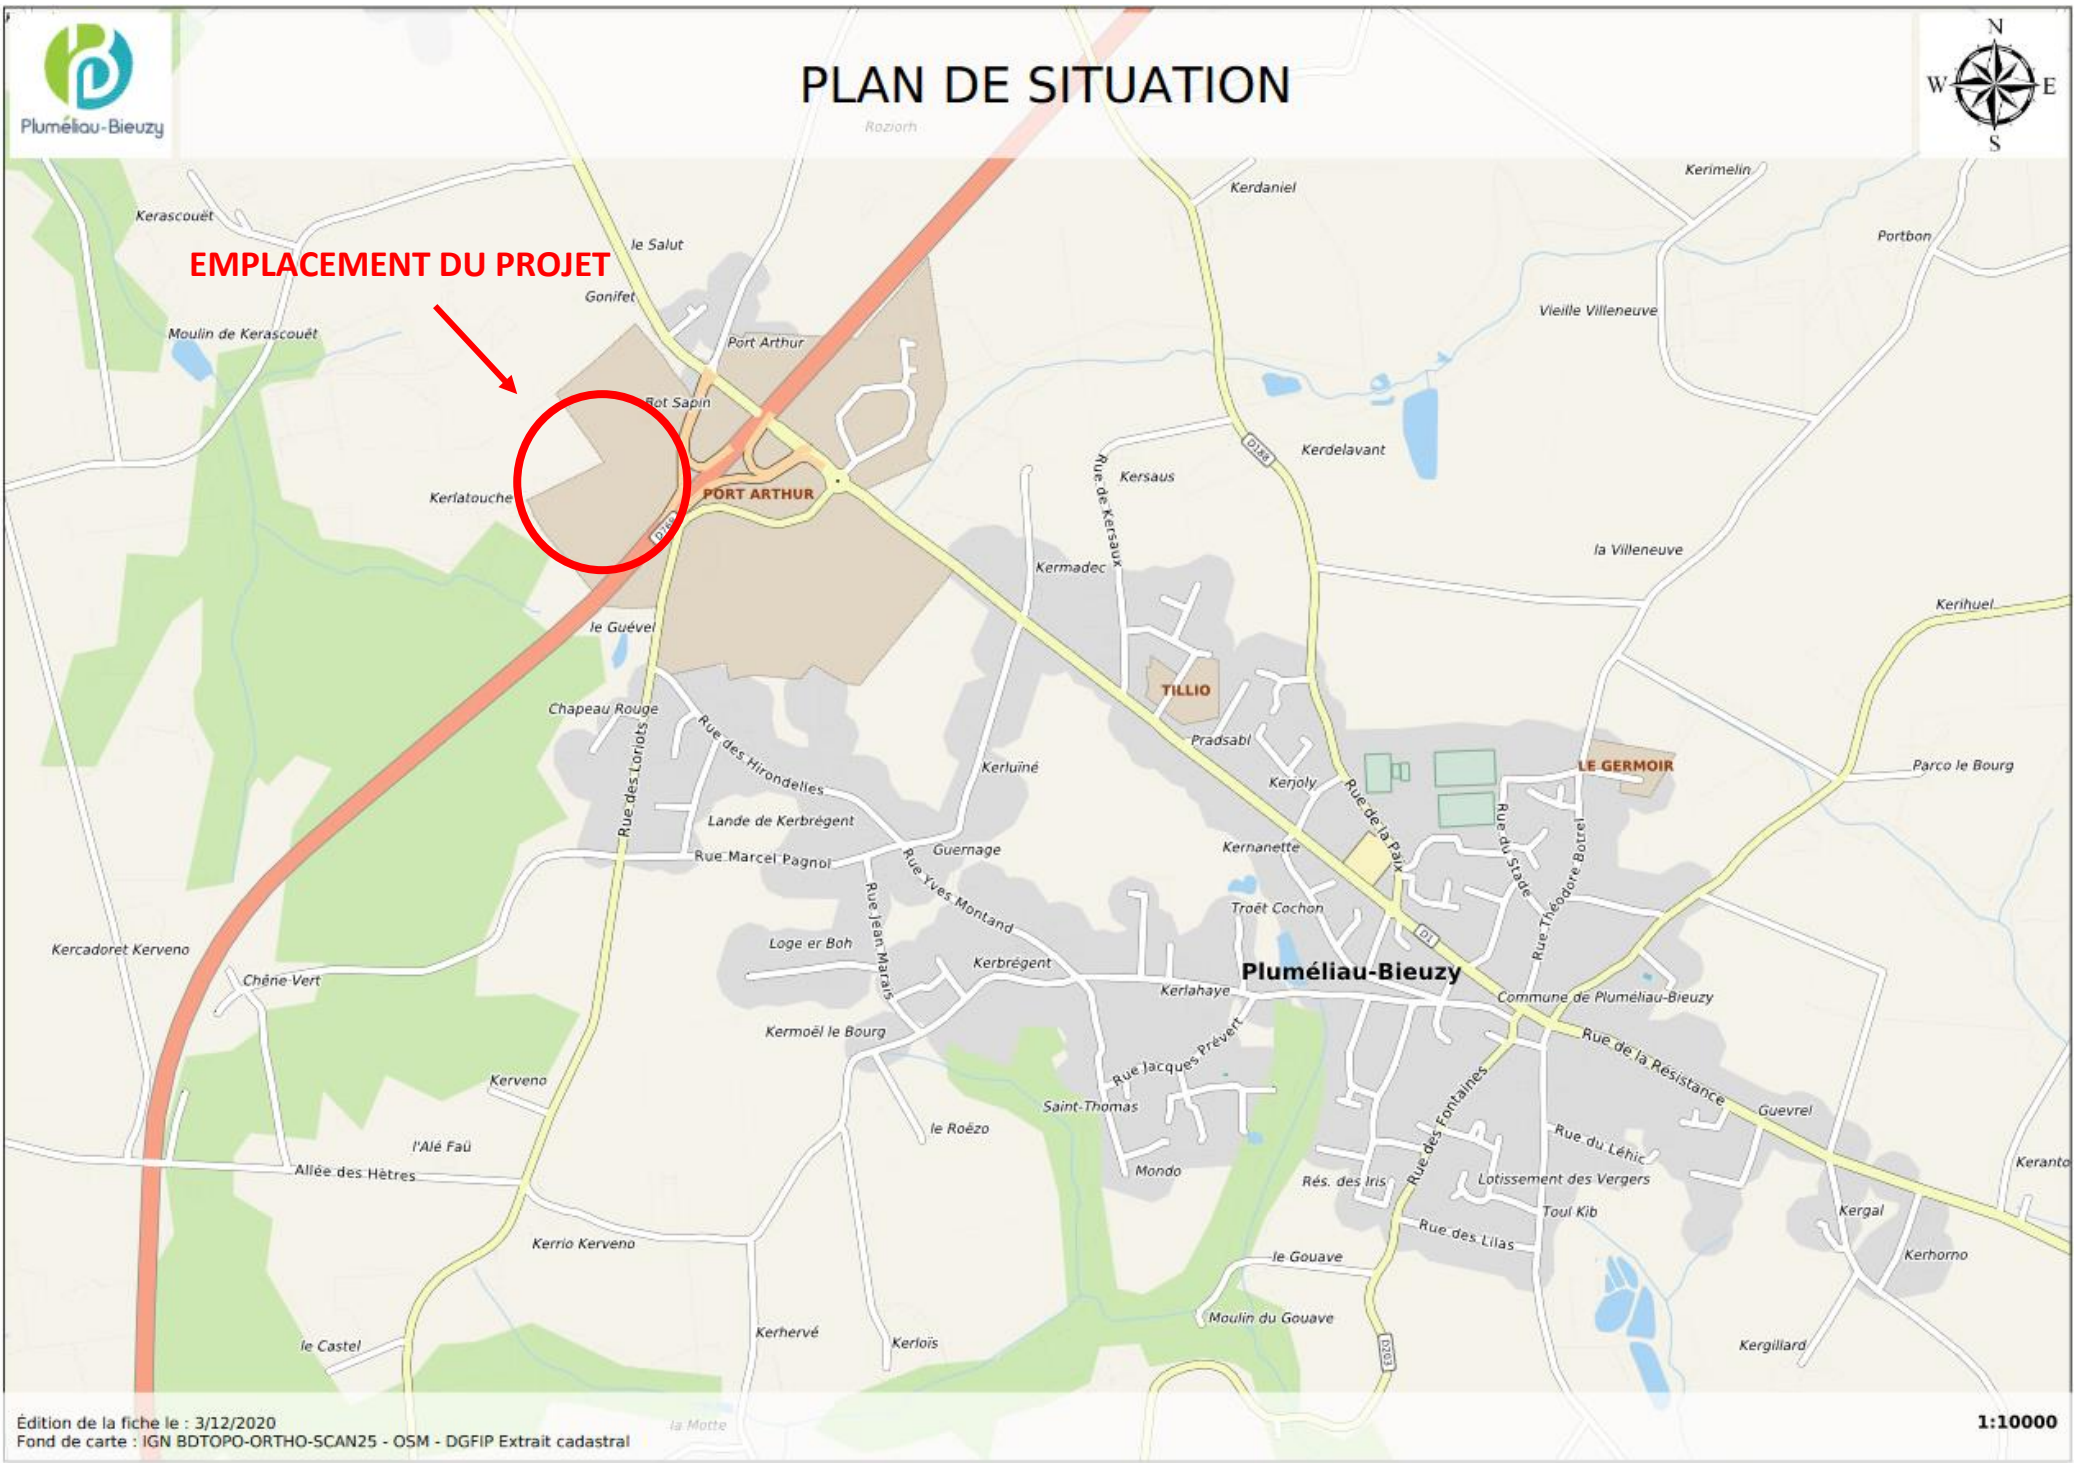 Pluméliau-Bieuzy
PLAN DE SITUATION
N
W
E
S
Roziorh
Kerimelin
Kerdaniel
Kerascouët
Portbon
le Salut
EMPLACEMENT DU PROJET
Gonifet
Vieille Villeneuve
Moulin de Kerascouët
Port Arthur
Bot Sapin
D188
Kerdelavant
Kersaus
Rue de Kersaux
Kerlatouche
PORT ARTHUR
D768
la Villeneuve
Kermadec
Kerihuel
le Guével
TILLIO
Chapeau Rouge
Rue des Loriots
Rue des Hirondelles
Pradsabl
Kerluîné
Kerjoly
LE GERMOIR
Parco le Bourg
Rue de la Paix
Rue du Stade
Rue Théodore Botrel
Lande de Kerbrégent
Rue Marcel Pagnol
Guernage
Kernanette
Rue Yves Montand
Rue Jean Marais
Troët Cochon
D1
Kercadoret Kerveno
Loge er Boh
Kerbrégent
Pluméliau-Bieuzy
Chêne Vert
Kerlahaye
Commune de Pluméliau-Bieuzy
Kermoël le Bourg
Rue Jacques Prévert
Rue de la Résistance
Kerveno
Rue des Fontaines
Saint-Thomas
Guevrel
le Roëzo
l'Alé Faü
Rue du Léhic
Allée des Hêtres
Mondo
Rés. des Iris
Lotissement des Vergers
Keranto
Toul Kib
Kergal
Rue des Lilas
Kerrio Kerveno
le Gouave
Kerhorno
Moulin du Gouave
Kerhervé
Kerloïs
le Castel
D203
Kergillard
Édition de la fiche le : 3/12/2020
la Motte
1:10000
Fond de carte : IGN BDTOPO-ORTHO-SCAN25 - OSM - DGFIP Extrait cadastral